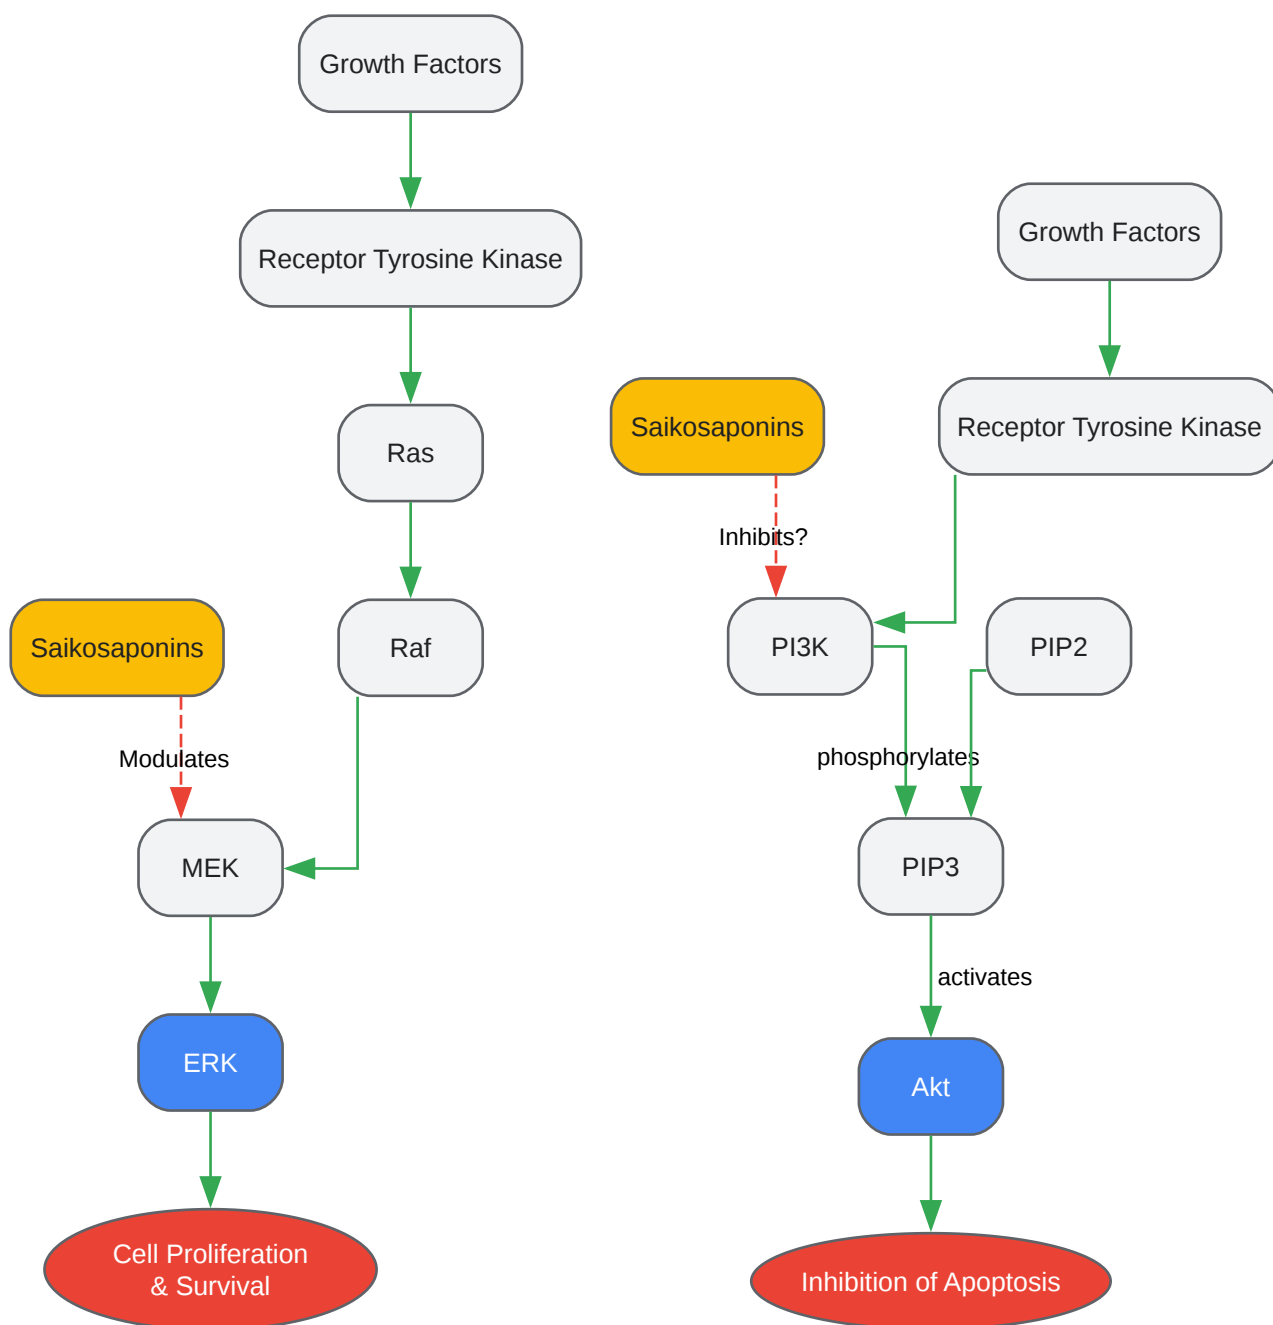 Growth Factors
Receptor Tyrosine Kinase
Ras
Saikosaponins
Raf
Modulates
MEK
ERK
Cell Proliferation
& Survival
Growth Factors
Saikosaponins
Receptor Tyrosine Kinase
Inhibits?
PI3K
PIP2
phosphorylates
PIP3
activates
Akt
Inhibition of Apoptosis